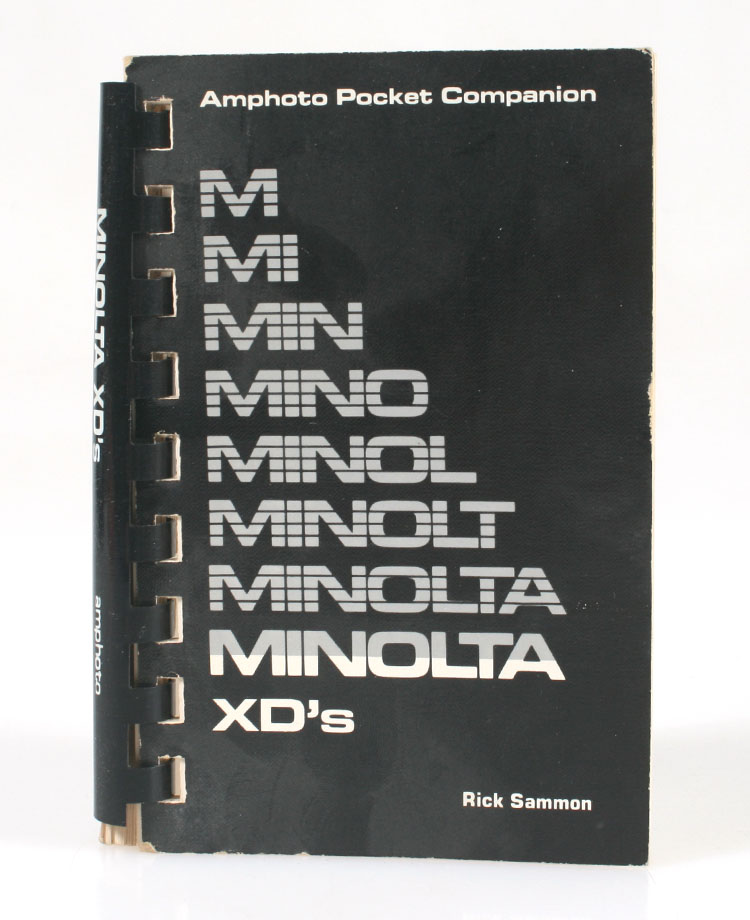 Amphoto Pocket Companion
M
MI
MIN
MINO
MINOL
MINOLT
MINOLTA
MINOLTA
XD's
Rick Sammon
MINOLTA XD's
amphoto